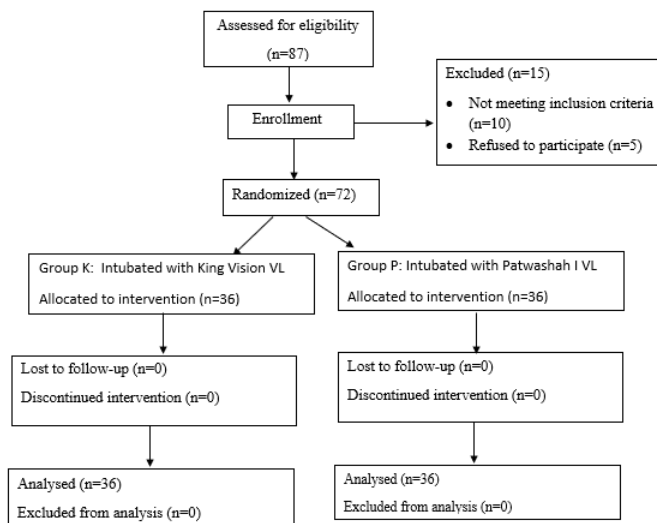 Assessed for eligibility
(n=87)
Excluded (n=15)
• Not meeting inclusion criteria
(n=10)
• Refused to participate (n=5)
Enrollment
Randomized (n=72)
Group K: Intubated with King Vision VL
Allocated to intervention (n=36)
Group P: Intubated with Patwashah I VL
Allocated to intervention (n=36)
Lost to follow-up (n=0)
Discontinued intervention (n=0)
Lost to follow-up (n=0)
Discontinued intervention (n=0)
Analysed (n=36)
Excluded from analysis (n=0)
Analysed (n=36)
Excluded from analysis (n=0)